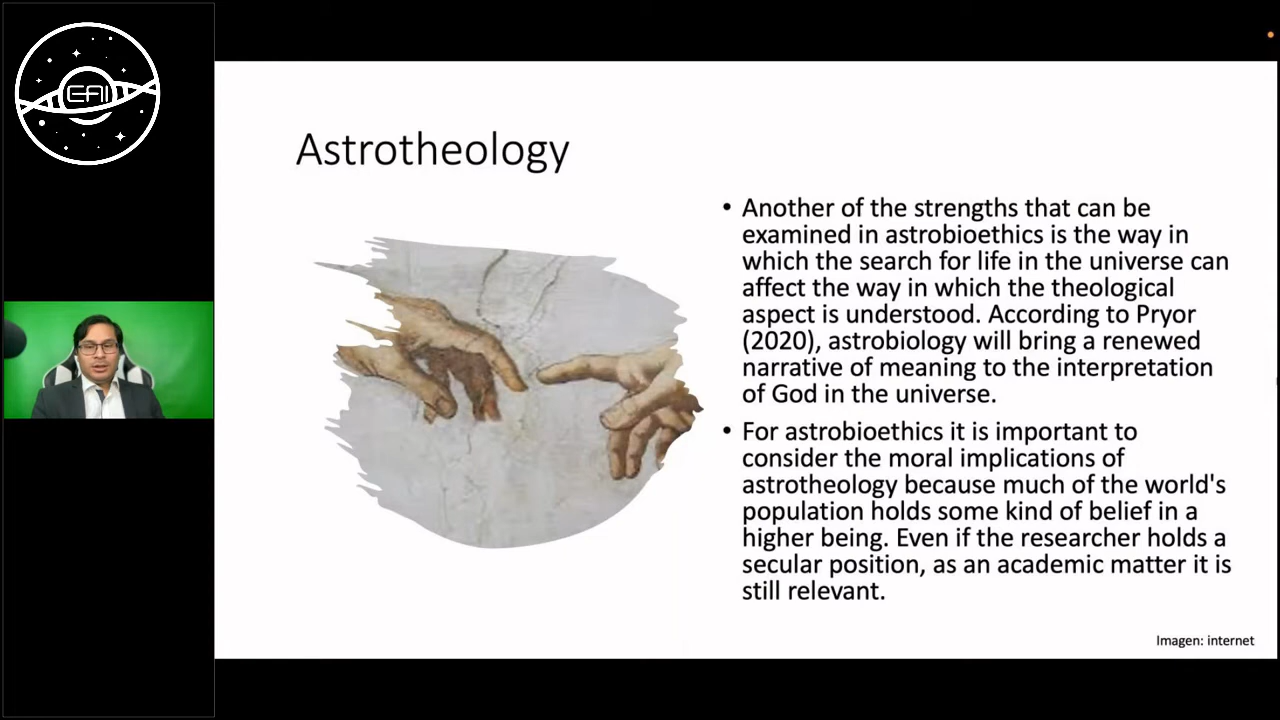 EAI
Astrotheology
• Another of the strengths that can be
examined in astrobioethics is the way in
which the search for life in the universe can
affect the way in which the theological
aspect is understood. According to Pryor
(2020), astrobiology will bring a renewed
narrative of meaning to the interpretation
of God in the universe.
• For astrobioethics it is important to
consider the moral implications of
astrotheology because much of the world's
population holds some kind of belief in a
higher being. Even if the researcher holds a
secular position, as an academic matter it is
still relevant.
Imagen: internet